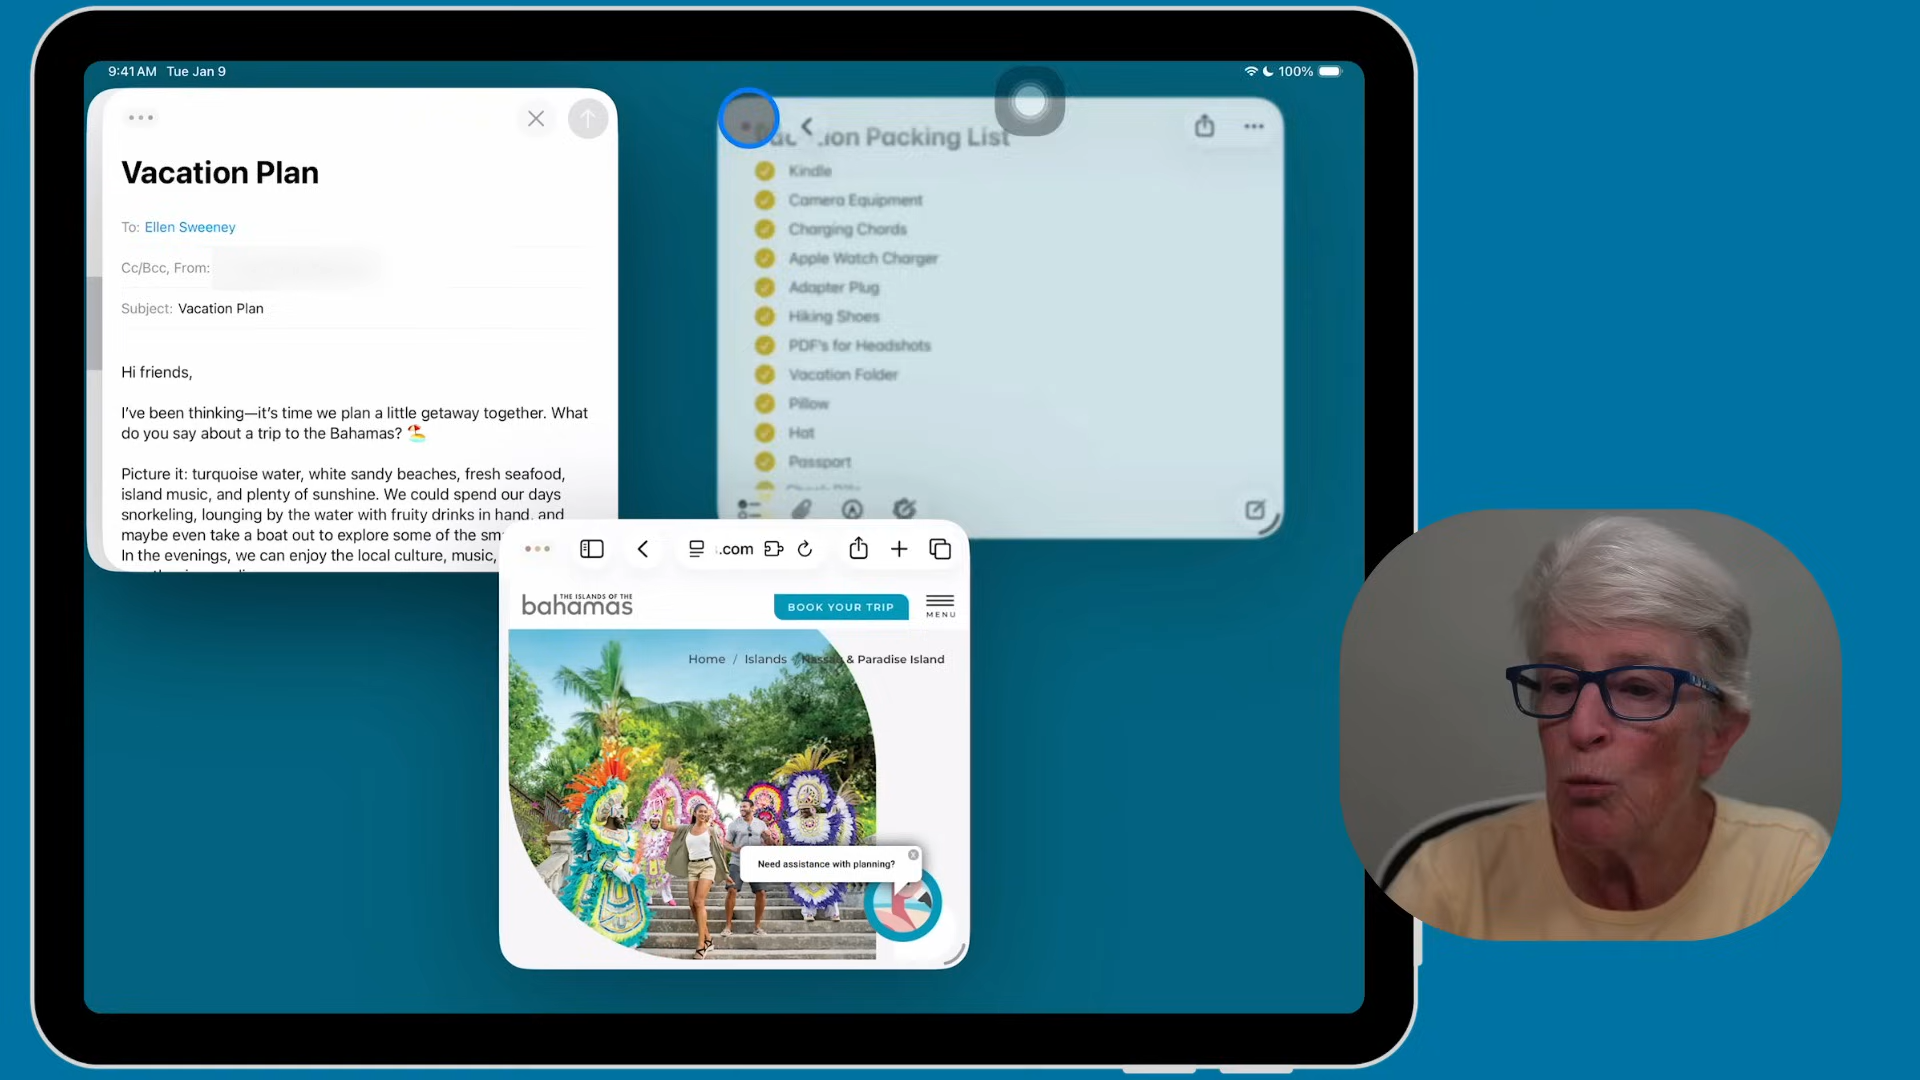 9:41 AM Tue Jan 9
100%
Vacation Plan
To: Ellen Sweeney
Cc/Bcc, From:
Subject: Vacation Plan
Hi friends,
I've been thinking—it's time we plan a little getaway together. What
do you say about a trip to the Bahamas? 🏖️
Picture it: turquoise water, white sandy beaches, fresh seafood,
island music, and plenty of sunshine. We could spend our days
snorkeling, lounging by the water with fruity drinks in hand, and
maybe even take a boat out to explore some of the sm
In the evenings, we can enjoy the local culture, music,
Packing List
Kindle
Camera Equipment
Charging Chords
Apple Watch Charger
Adapter Plug
Hiking Shoes
PDF's for Headshots
Vacation Folder
Pillow
Hat
Passport
.com
THE ISLANDS OF THE
bahamas
BOOK YOUR TRIP
MENU
Home / Islands / Nassau & Paradise Island
Need assistance with planning?